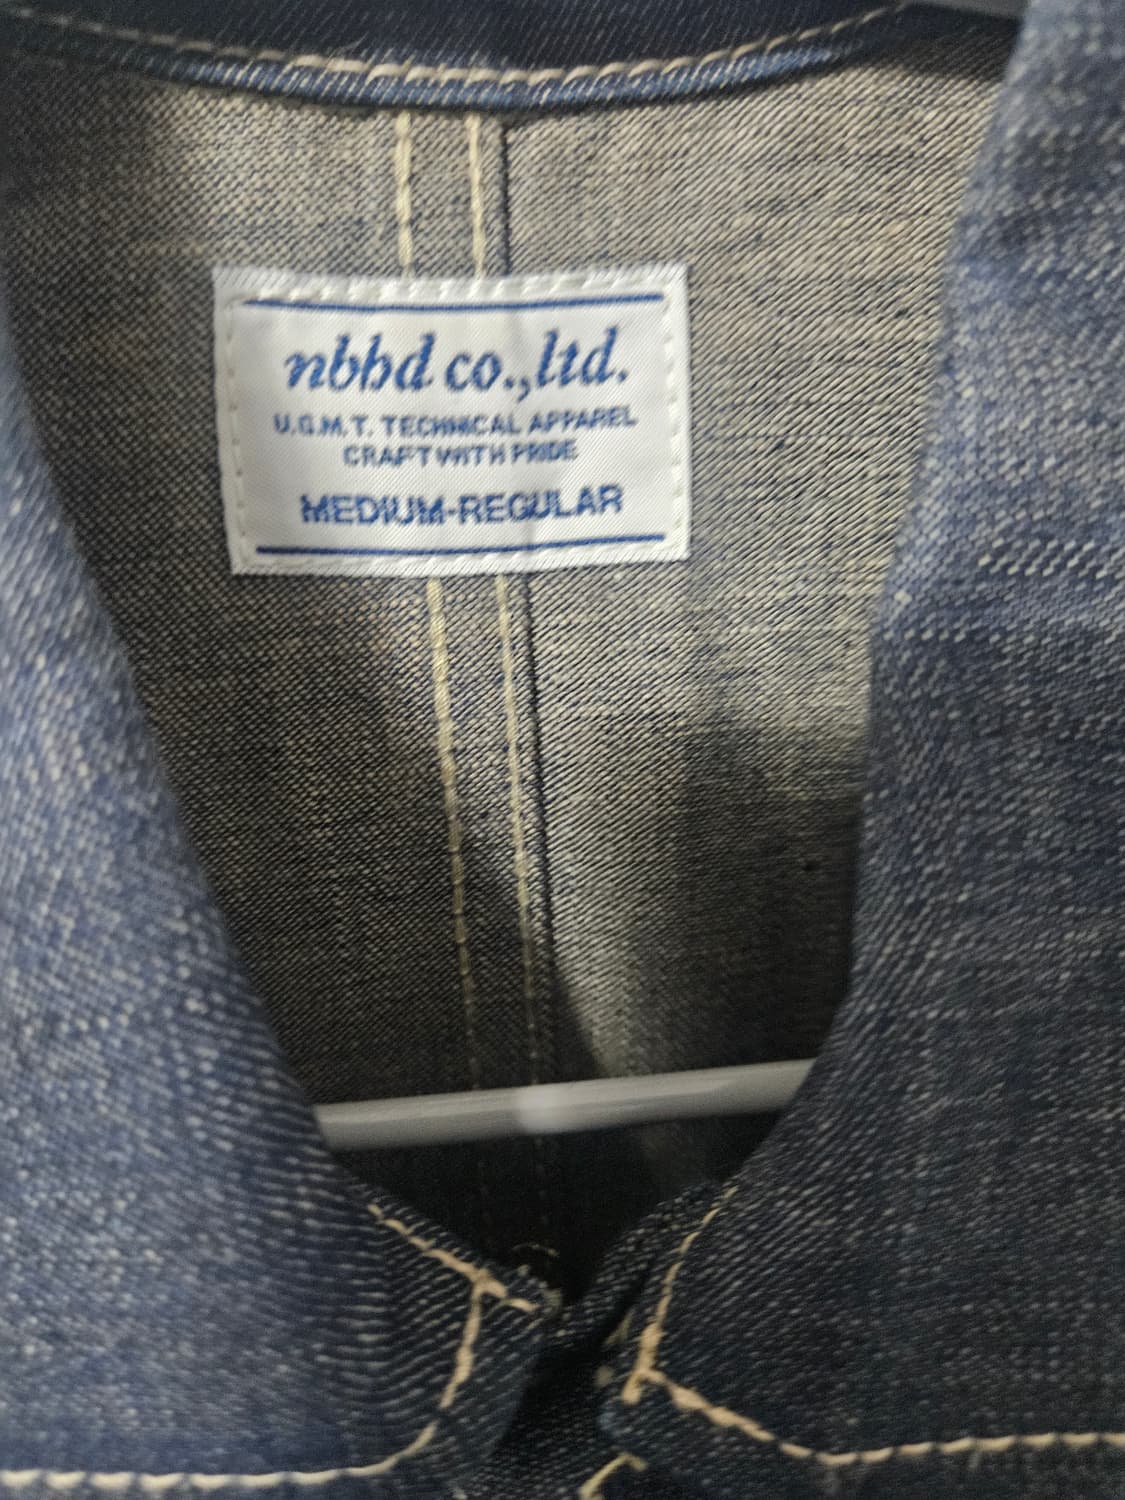 nbhd co.,ltd.
U.G.M.T. TECHNICAL APPAREL
CRAFT WITH PRIDE
MEDIUM-REGULAR